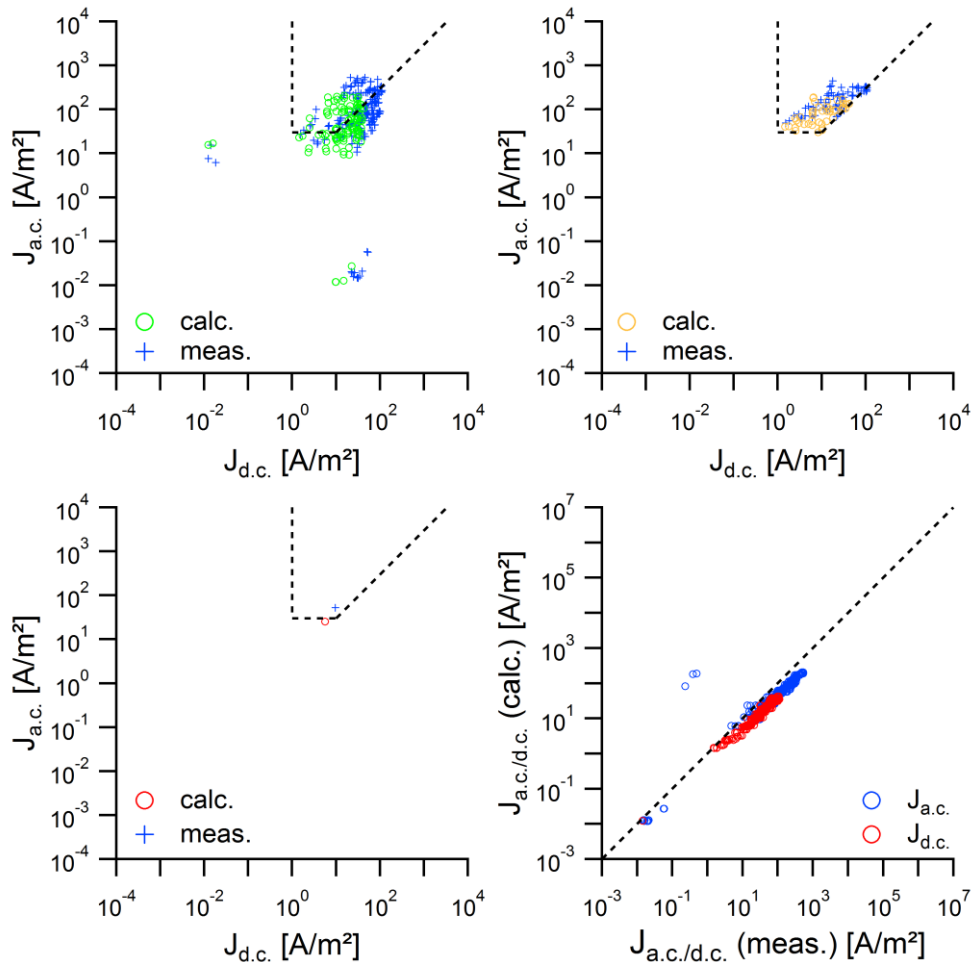 10⁴
10³
10²
10¹
10⁰
10⁻¹
10⁻²
10⁻³
10⁻⁴
J_a.c. [A/m²]
calc.
meas.
10⁻⁴ 10⁻² 10⁰ 10² 10⁴
J_d.c. [A/m²]
10⁴
10³
10²
10¹
10⁰
10⁻¹
10⁻²
10⁻³
10⁻⁴
J_a.c. [A/m²]
calc.
meas.
10⁻⁴ 10⁻² 10⁰ 10² 10⁴
J_d.c. [A/m²]
10⁴
10³
10²
10¹
10⁰
10⁻¹
10⁻²
10⁻³
10⁻⁴
J_a.c. [A/m²]
calc.
meas.
10⁻⁴ 10⁻² 10⁰ 10² 10⁴
J_d.c. [A/m²]
10⁷
10⁵
10³
10¹
10⁻¹
10⁻³
J_a.c./d.c. (calc.) [A/m²]
J_a.c.
J_d.c.
10⁻³ 10⁻¹ 10¹ 10³ 10⁵ 10⁷
J_a.c./d.c. (meas.) [A/m²]